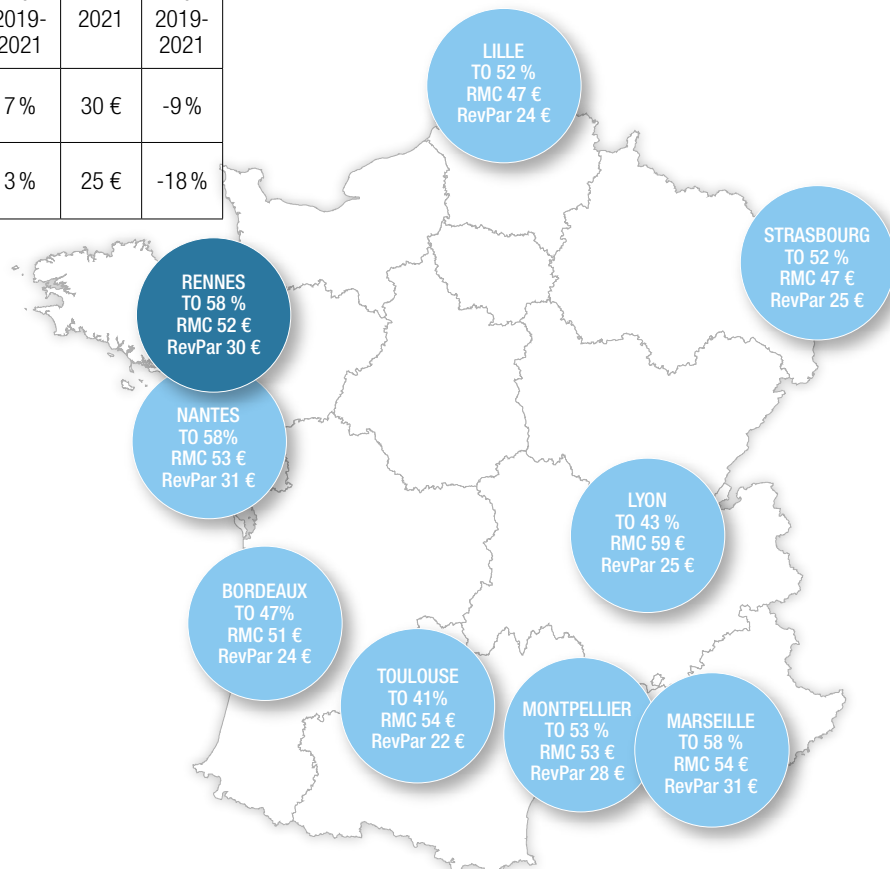 2019-
2021
2021
2019-
2021
7%
30 €
-9%
3%
25 €
-18%
LILLE
TO 52 %
RMC 47 €
RevPar 24 €
STRASBOURG
TO 52 %
RMC 47 €
RevPar 25 €
RENNES
TO 58 %
RMC 52 €
RevPar 30 €
NANTES
TO 58%
RMC 53 €
RevPar 31 €
LYON
TO 43 %
RMC 59 €
RevPar 25 €
BORDEAUX
TO 47%
RMC 51 €
RevPar 24 €
TOULOUSE
TO 41%
RMC 54 €
RevPar 22 €
MONTPELLIER
TO 53 %
RMC 53 €
RevPar 28 €
MARSEILLE
TO 58 %
RMC 54 €
RevPar 31 €